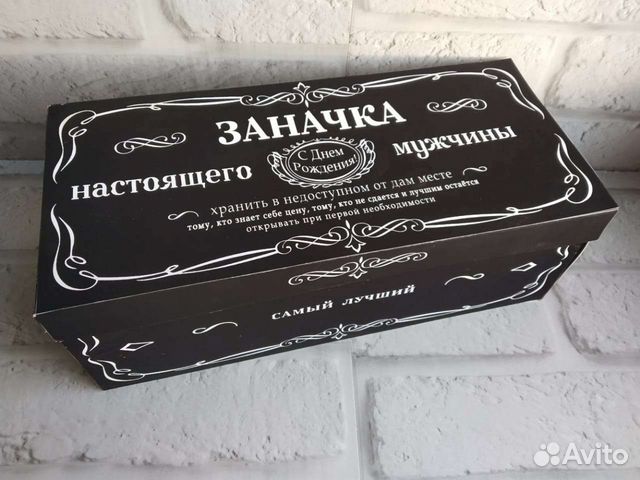 ЗАНАЧКА
С Днем
Рождения!
настоящего мужчины
хранить в недоступном от дам месте
тому, кто знает себе цену, тому, кто не сдается и лучшим остаётся
открывать при первой необходимости
САМЫЙ ЛУЧШИЙ
Avito